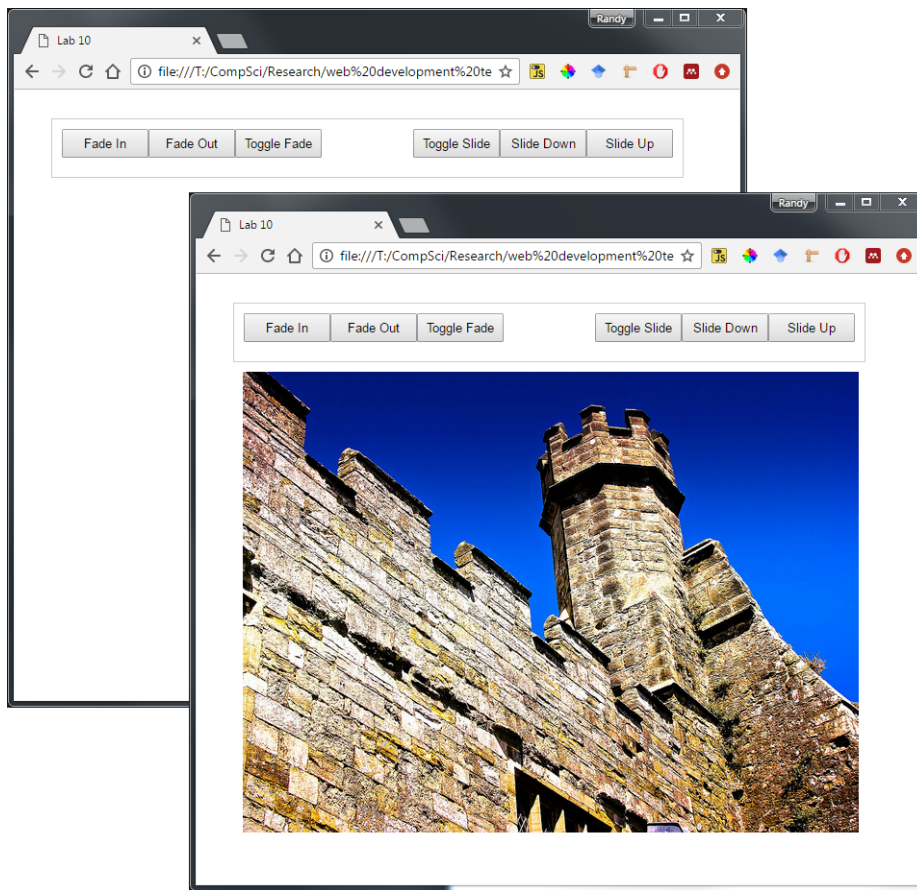 Randy
Lab 10
file:///T:/CompSci/Research/web%20development%20te
JS
Fade In Fade Out Toggle Fade Toggle Slide Slide Down Slide Up
Randy
Lab 10
file:///T:/CompSci/Research/web%20development%20te
JS
Fade In Fade Out Toggle Fade Toggle Slide Slide Down Slide Up